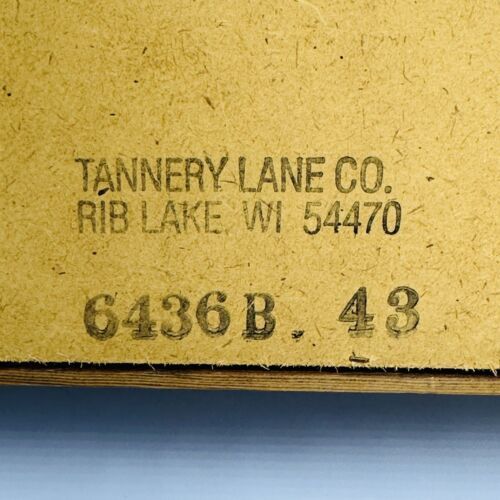 TANNERY LANE CO.
RIB LAKE, WI 54470
6436B. 43